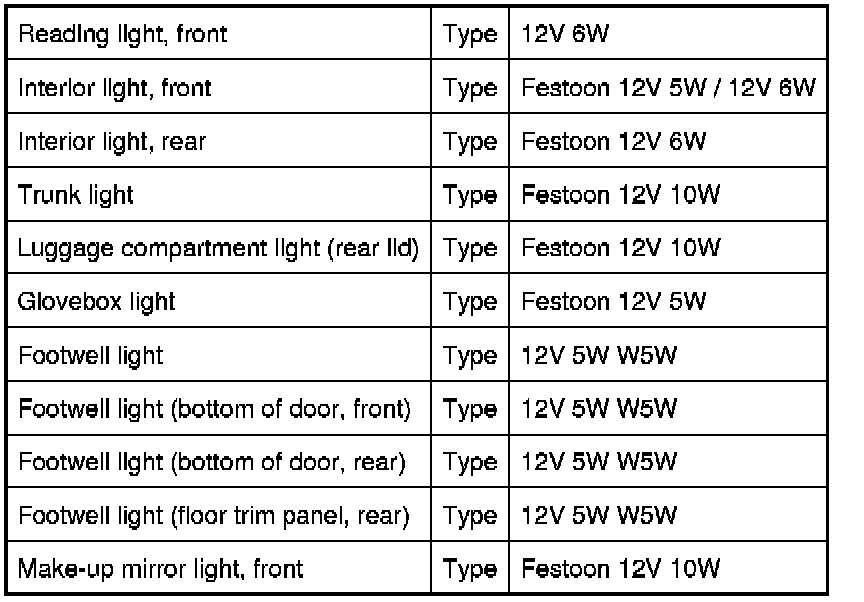 Reading light, front Type 12V 6W
Interior light, front Type Festoon 12V 5W / 12V 6W
Interior light, rear Type Festoon 12V 6W
Trunk light Type Festoon 12V 10W
Luggage compartment light (rear lid) Type Festoon 12V 10W
Glovebox light Type Festoon 12V 5W
Footwell light Type 12V 5W W5W
Footwell light (bottom of door, front) Type 12V 5W W5W
Footwell light (bottom of door, rear) Type 12V 5W W5W
Footwell light (floor trim panel, rear) Type 12V 5W W5W
Make-up mirror light, front Type Festoon 12V 10W